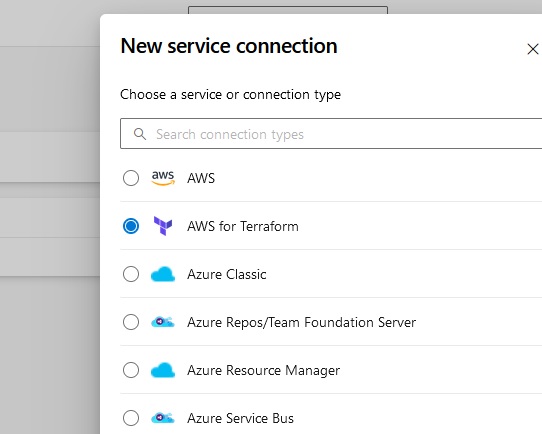 New service connection
Choose a service or connection type
Search connection types
aws AWS
AWS for Terraform
Azure Classic
Azure Repos/Team Foundation Server
Azure Resource Manager
Azure Service Bus